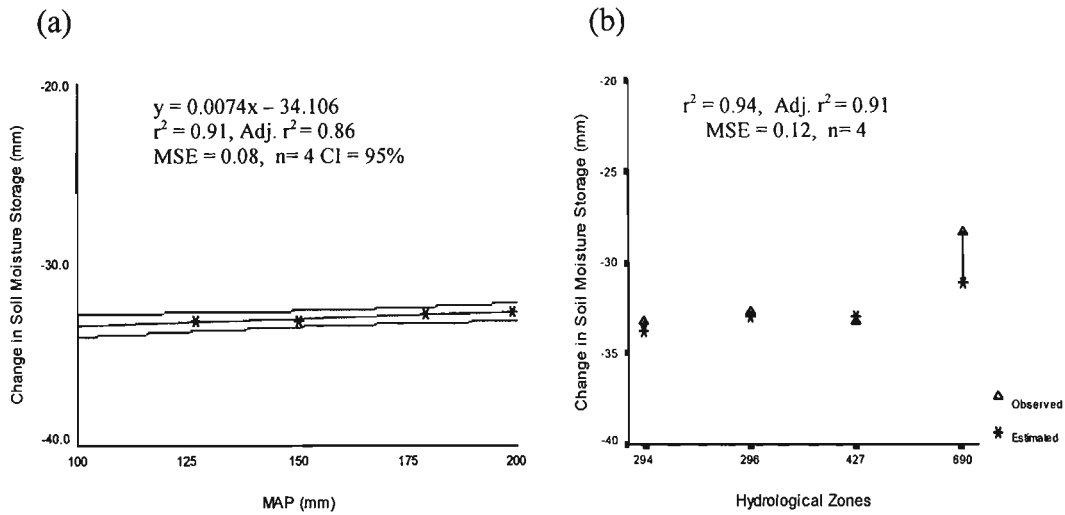 (a)
-20.0
y = 0.0074x – 34.106
r² = 0.91, Adj. r² = 0.86
MSE = 0.08, n= 4 CI = 95%
Change in Soil Moisture Storage (mm)
-30.0
-40.0
100 125 150 175 200
MAP (mm)
(b)
-20
r² = 0.94, Adj. r² = 0.91
MSE = 0.12, n= 4
-25
Change in Soil Moisture Storage (mm)
-30
-35
Observed
Estimated
-40
294 296 427 690
Hydrological Zones